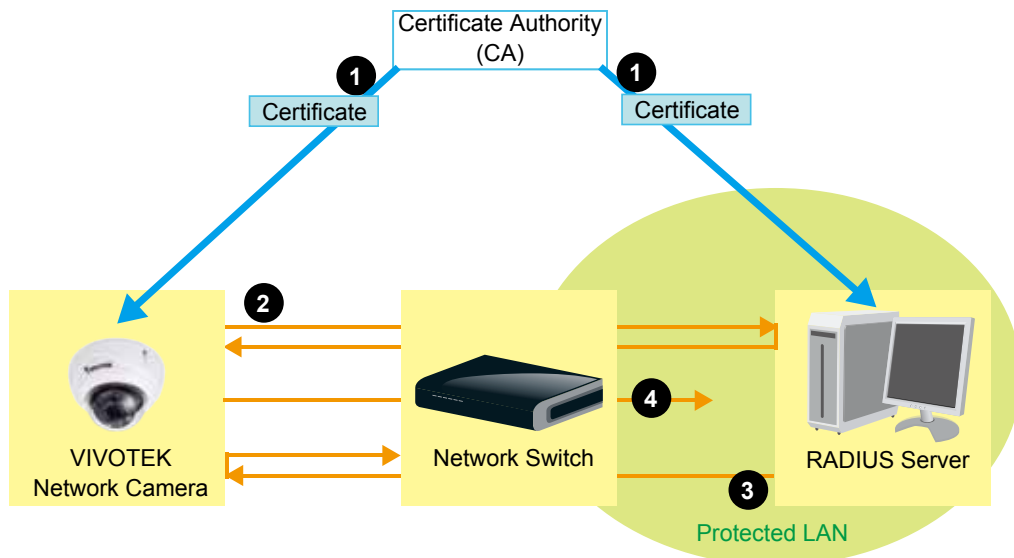 Certificate Authority
(CA)
1
1
Certificate
Certificate
2
4
VIVOTEK
Network Camera
Network Switch
RADIUS Server
3
Protected LAN